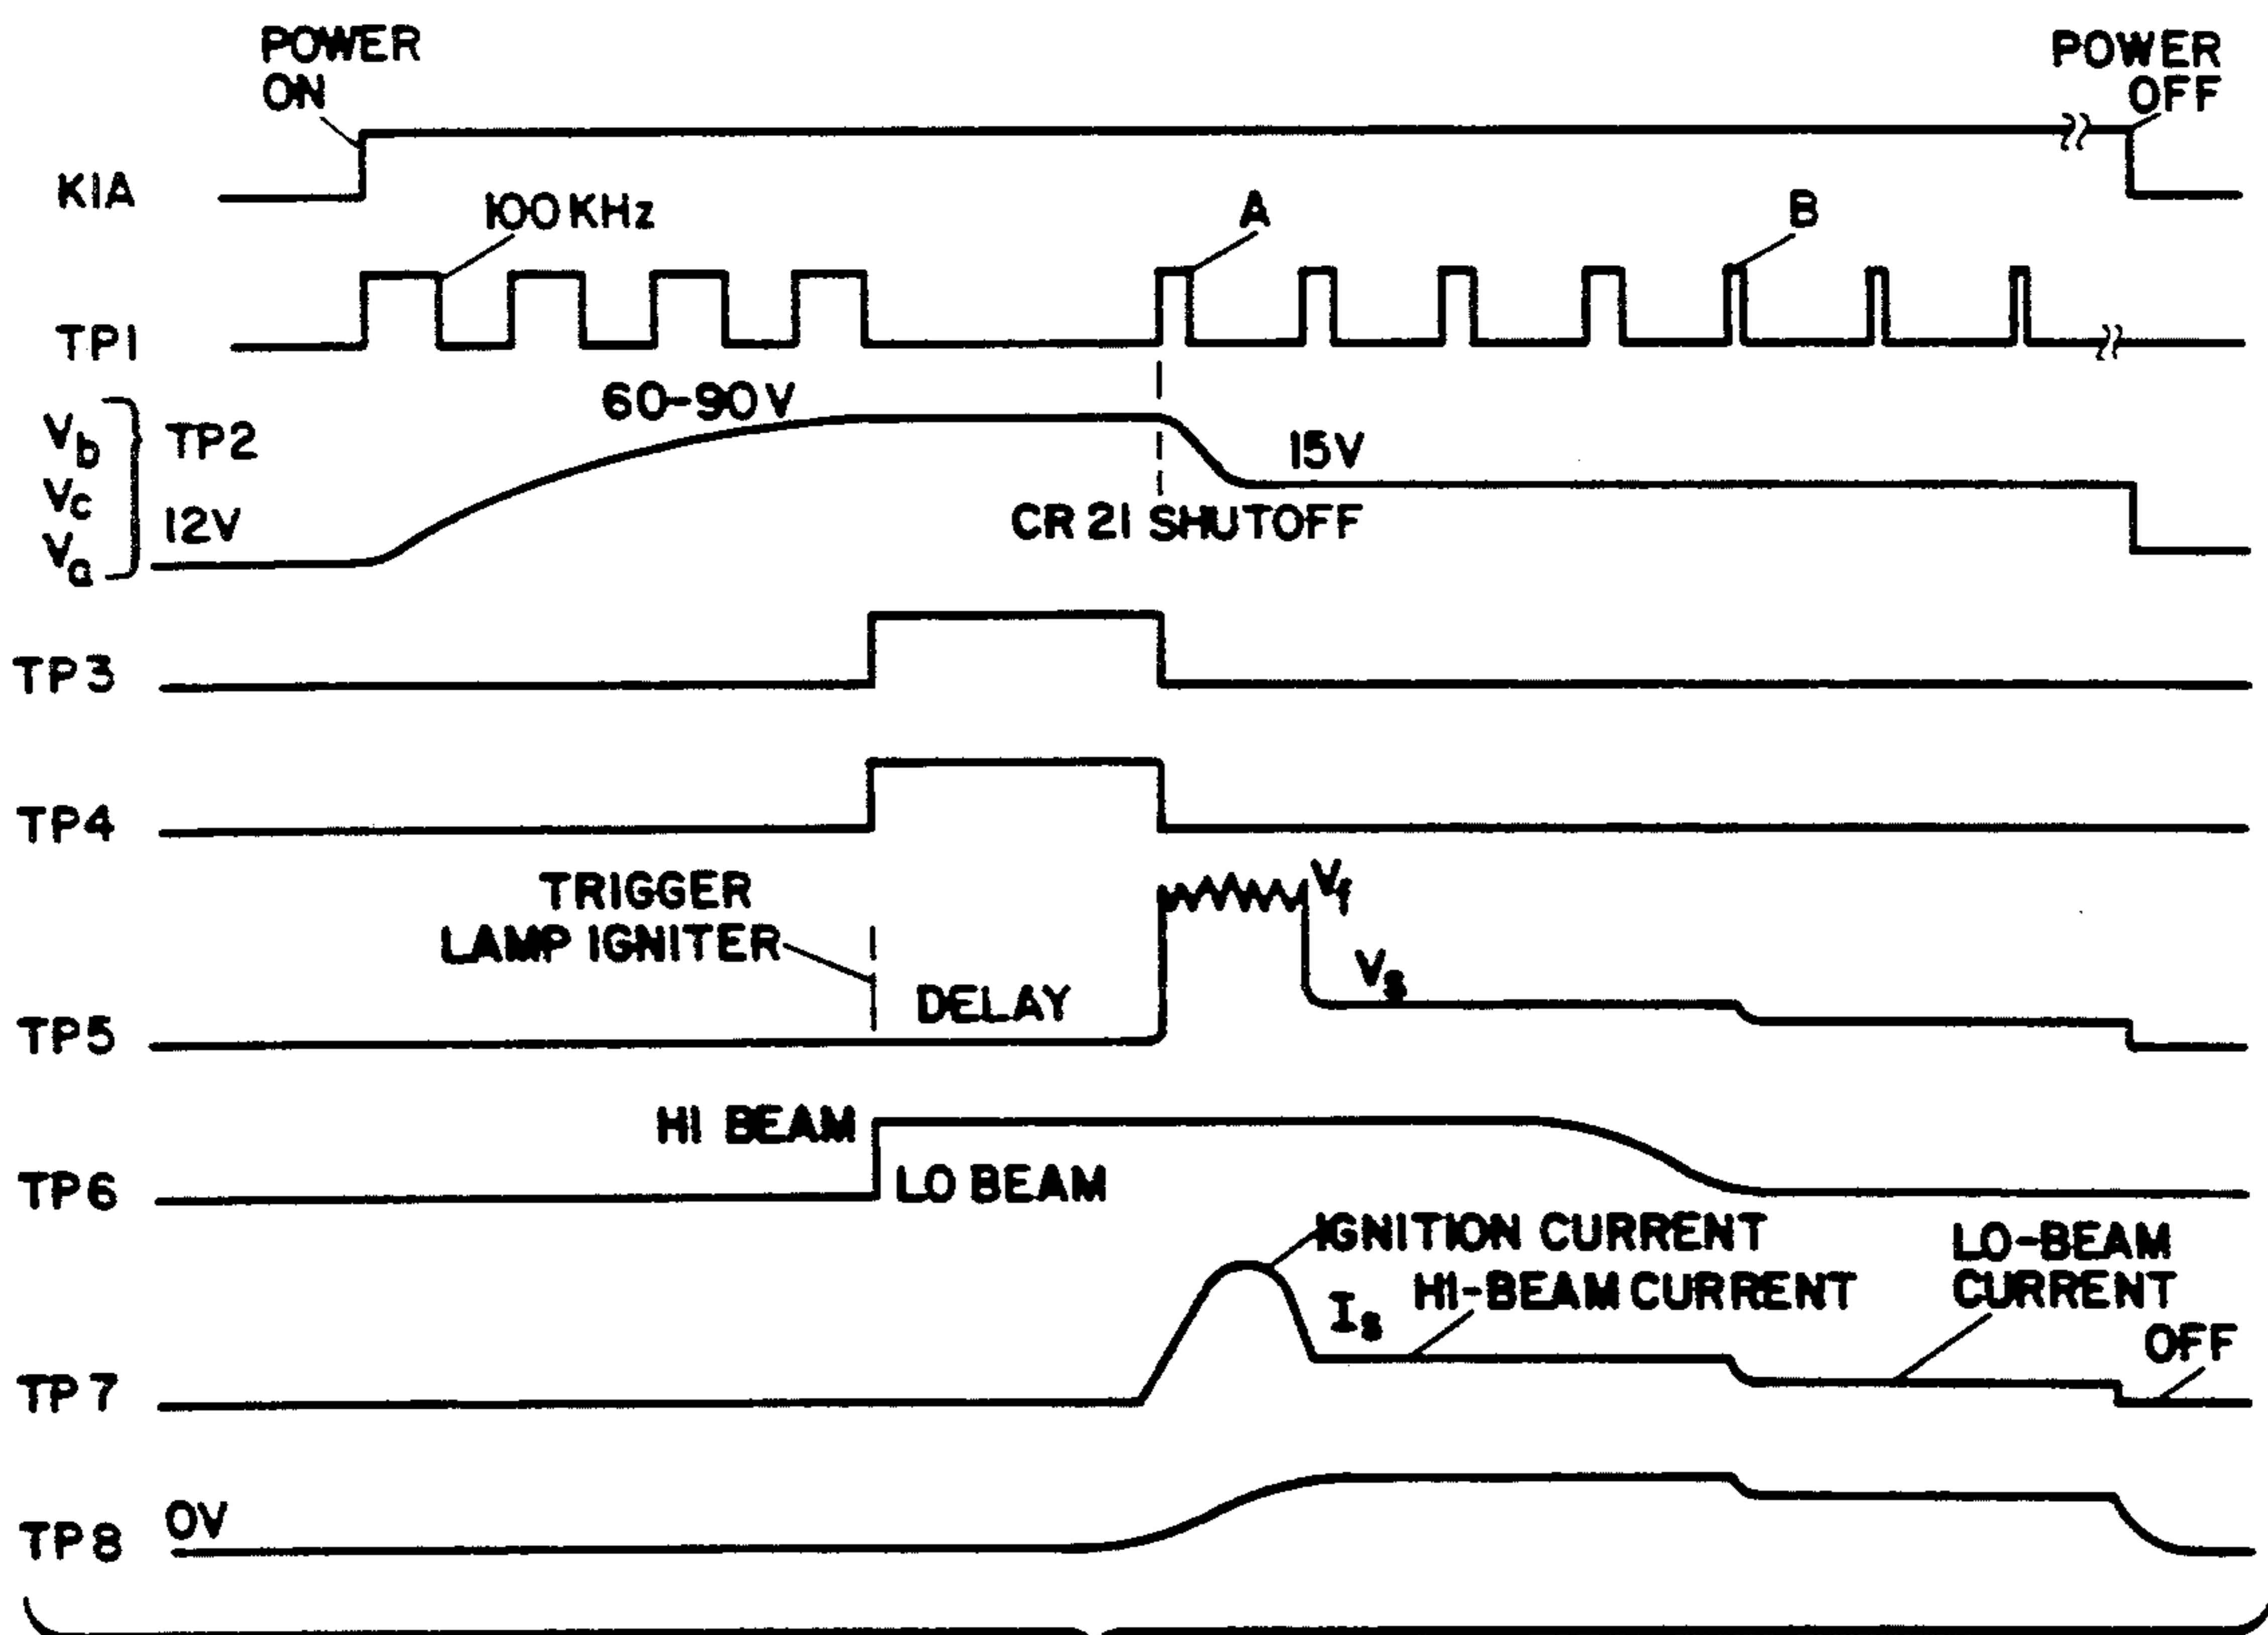 POWER
ON
POWER
OFF
K1A
100 KHz
A
B
TP1
60-90V
Vb
TP2
15V
Vc
12V
CR 21 SHUTOFF
Va
TP3
TP4
TRIGGER
LAMP IGNITER
Vf
DELAY
Vs
TP5
HI BEAM
LO BEAM
TP6
IGNITION CURRENT
LO-BEAM
CURRENT
HI-BEAM CURRENT
Is
OFF
TP7
OV
TP8